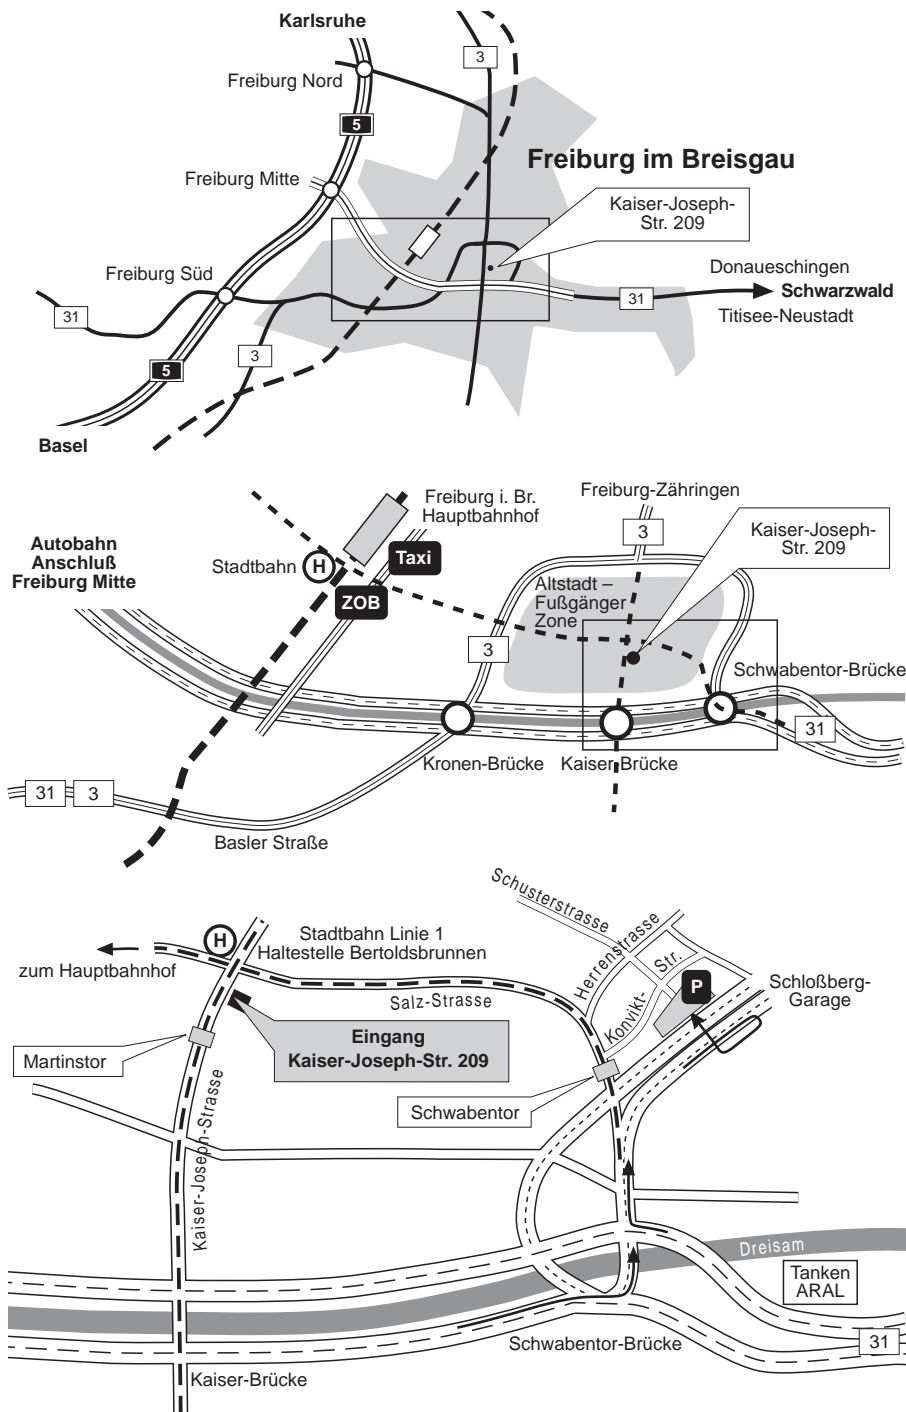 Karlsruhe
3
Freiburg Nord
5
Freiburg im Breisgau
Freiburg Mitte
Kaiser-Joseph-
Str. 209
Freiburg Süd
Donaueschingen
Schwarzwald
Titisee-Neustadt
31
31
3
5
Basel
Freiburg i. Br.
Hauptbahnhof
Freiburg-Zähringen
3
Kaiser-Joseph-
Str. 209
Autobahn
Anschluß
Freiburg Mitte
Stadtbahn
H
Taxi
ZOB
Altstadt –
Fußgänger
Zone
3
Schwabentor-Brücke
31
Kronen-Brücke
Kaiser-Brücke
31
3
Basler Straße
Schusterstrasse
Herrenstrasse
H
Stadtbahn Linie 1
Haltestelle Bertoldsbrunnen
zum Hauptbahnhof
Konvikt-
Str.
P
Schloßberg-
Garage
Salz-Strasse
Eingang
Kaiser-Joseph-Str. 209
Martinstor
Schwabentor
Kaiser-Joseph-Strasse
Dreisam
Tanken
ARAL
31
Schwabentor-Brücke
Kaiser-Brücke